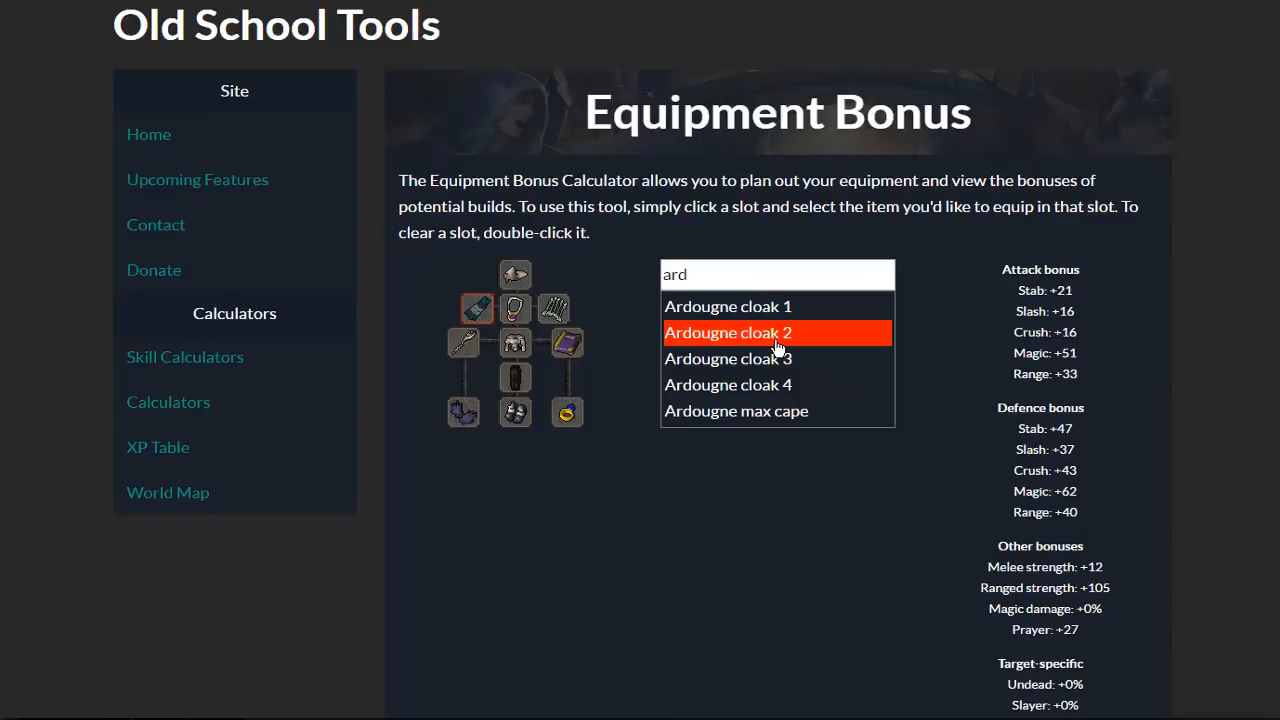 Old School Tools
Site
Home
Upcoming Features
Contact
Donate
Calculators
Skill Calculators
Calculators
XP Table
World Map
Equipment Bonus
The Equipment Bonus Calculator allows you to plan out your equipment and view the bonuses of
potential builds. To use this tool, simply click a slot and select the item you'd like to equip in that slot. To
clear a slot, double-click it.
ard
Ardougne cloak 1
Ardougne cloak 2
Ardougne cloak 3
Ardougne cloak 4
Ardougne max cape
Attack bonus
Stab: +21
Slash: +16
Crush: +16
Magic: +51
Range: +33
Defence bonus
Stab: +47
Slash: +37
Crush: +43
Magic: +62
Range: +40
Other bonuses
Melee strength: +12
Ranged strength: +105
Magic damage: +0%
Prayer: +27
Target-specific
Undead: +0%
Slayer: +0%